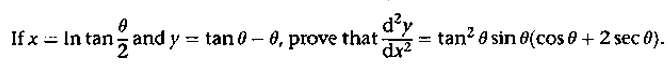 If x = ln tan θ/2 and y = tan θ − θ, prove that d²y/dx² = tan² θ sin θ(cos θ + 2 sec θ).